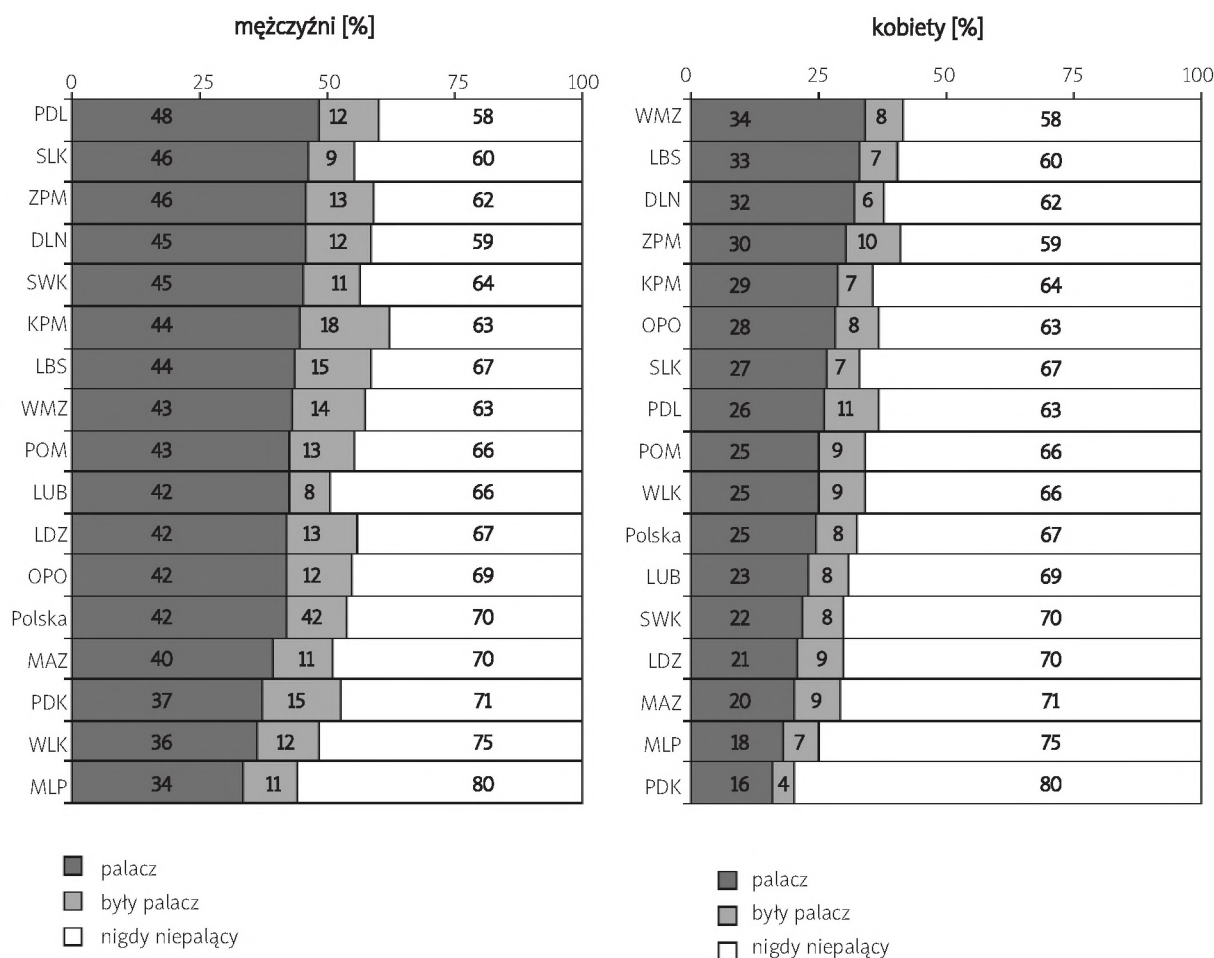 mężczyźni [%]
0 25 50 75 100
PDL 48 12 58
SLK 46 9 60
ZPM 46 13 62
DLN 45 12 59
SWK 45 11 64
KPM 44 18 63
LBS 44 15 67
WMZ 43 14 63
POM 43 13 66
LUB 42 8 66
LDZ 42 13 67
OPO 42 12 69
Polska 42 42 70
MAZ 40 11 70
PDK 37 15 71
WLK 36 12 75
MLP 34 11 80
palacz
były palacz
nigdy niepalący
kobiety [%]
0 25 50 75 100
WMZ 34 8 58
LBS 33 7 60
DLN 32 6 62
ZPM 30 10 59
KPM 29 7 64
OPO 28 8 63
SLK 27 7 67
PDL 26 11 63
POM 25 9 66
WLK 25 9 66
Polska 25 8 67
LUB 23 8 69
SWK 22 8 70
LDZ 21 9 70
MAZ 20 9 71
MLP 18 7 75
PDK 16 4 80
palacz
były palacz
nigdy niepalący